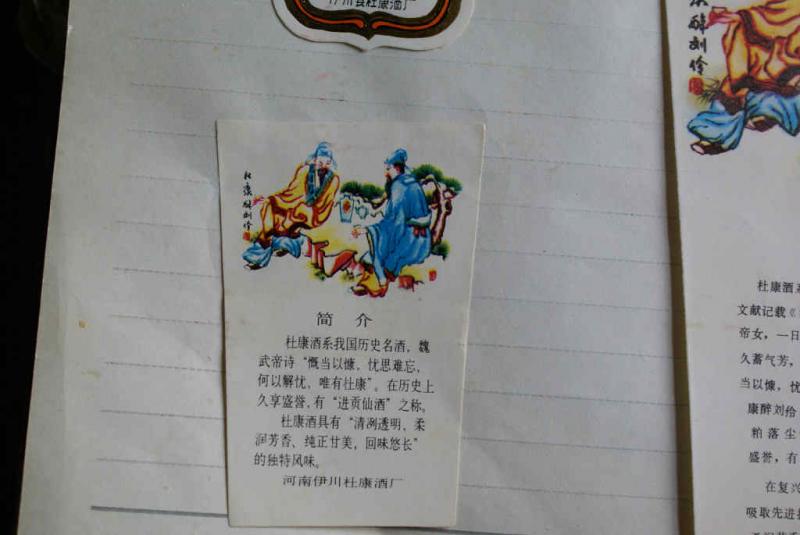 伊川县杜康酒厂
杜康醉刘伶
简 介
杜康酒系我国历史名酒，魏
武帝诗“慨当以慷，忧思难忘，
何以解忧，唯有杜康”。在历史上
久享盛誉，有“进贡仙酒”之称。
杜康酒具有“清冽透明、柔
润芳香、纯正甘美，回味悠长”
的独特风味。
河南伊川杜康酒厂
醉刘伶
杜康酒系
文献记载《
帝女，一日
久蓄气芳，
当以慷，忧
康醉刘给
粕落尘
盛誉，有
在复兴
吸取先进技